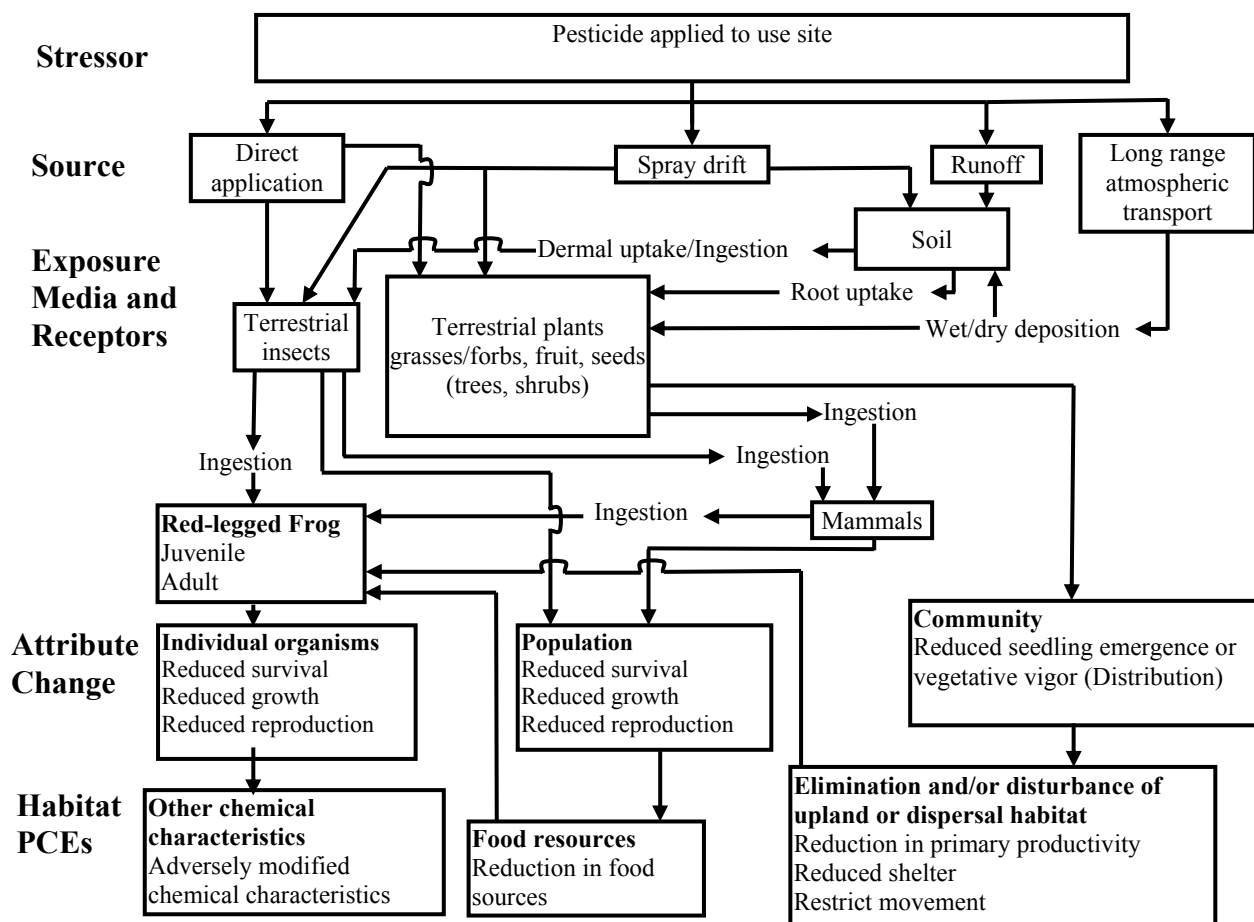 Pesticide applied to use site
Stressor
Source
Direct
application
Spray drift
Runoff
Long range
atmospheric
transport
Exposure
Media and
Receptors
Dermal uptake/Ingestion
Soil
Root uptake
Wet/dry deposition
Terrestrial
insects
Terrestrial plants
grasses/forbs, fruit, seeds
(trees, shrubs)
Ingestion
Ingestion
Ingestion
Ingestion
Mammals
Red-legged Frog
Juvenile
Adult
Attribute
Change
Individual organisms
Reduced survival
Reduced growth
Reduced reproduction
Population
Reduced survival
Reduced growth
Reduced reproduction
Community
Reduced seedling emergence or
vegetative vigor (Distribution)
Habitat
PCEs
Other chemical
characteristics
Adversely modified
chemical characteristics
Food resources
Reduction in food
sources
Elimination and/or disturbance of
upland or dispersal habitat
Reduction in primary productivity
Reduced shelter
Restrict movement